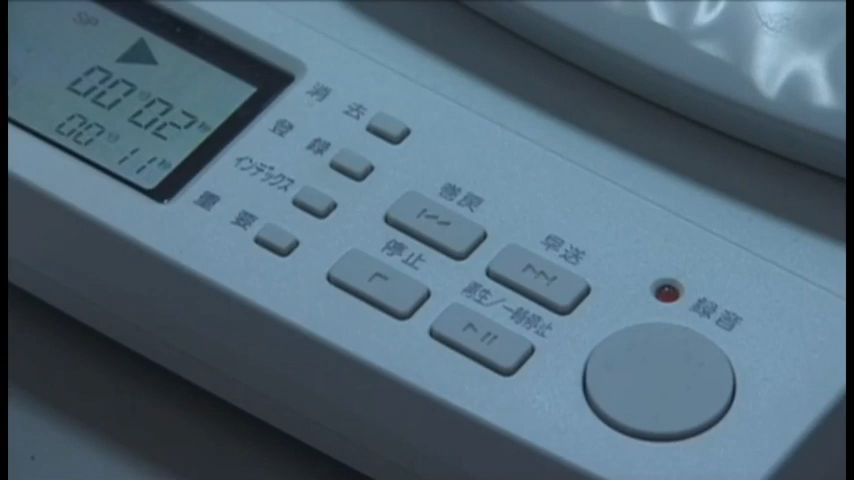 SP
00分02秒
00分11秒
消去
登録
インデックス
重要
巻戻
早送
停止
再生/一時停止
録音